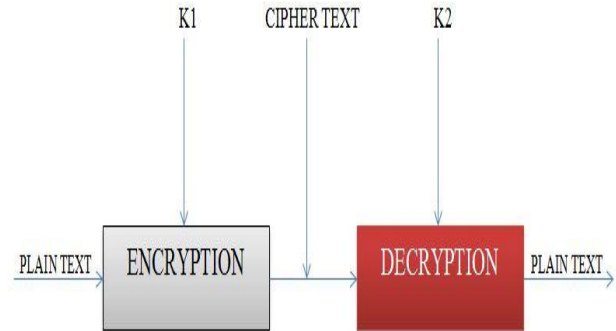 K1
CIPHER TEXT
K2
PLAIN TEXT
ENCRYPTION
DECRYPTION
PLAIN TEXT